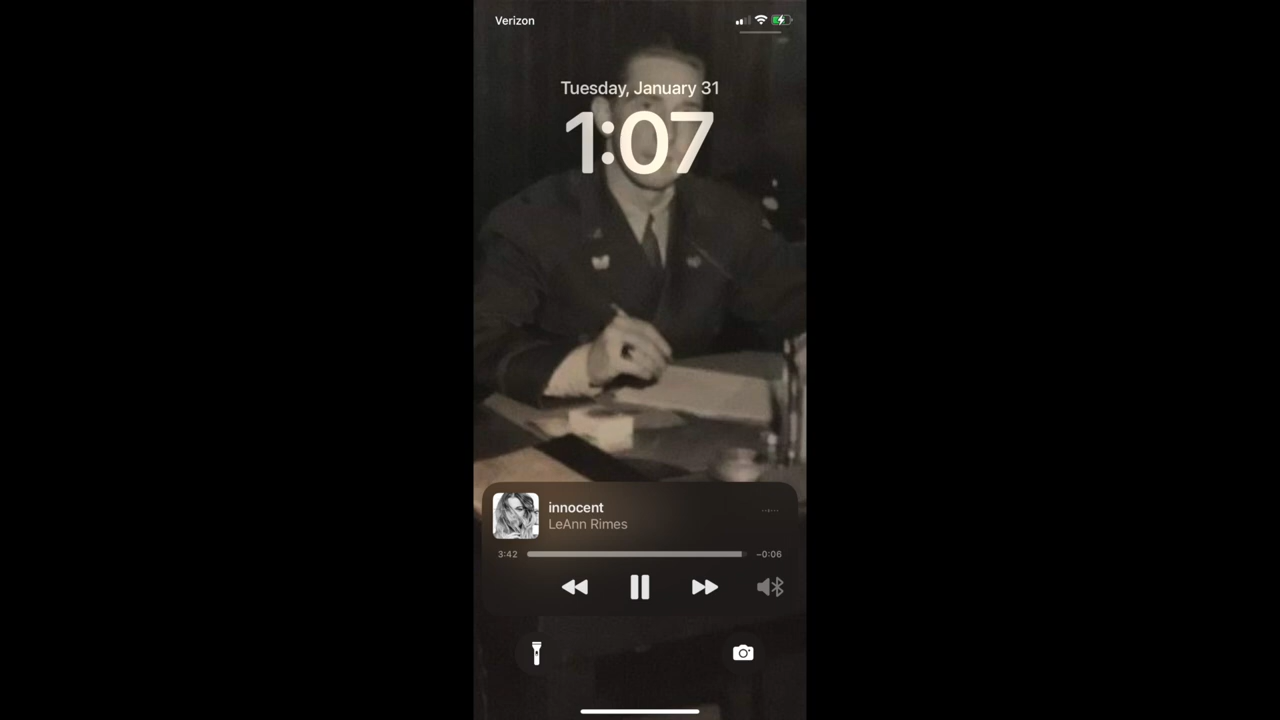 Verizon
Tuesday, January 31
1:07
innocent
LeAnn Rimes
3:42
−0:06